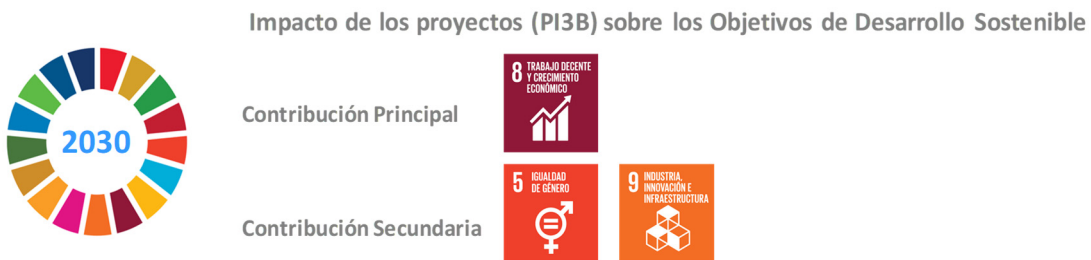 Impacto de los proyectos (PI3B) sobre los Objetivos de Desarrollo Sostenible
2030
Contribución Principal
8 TRABAJO DECENTE
Y CRECIMIENTO
ECONÓMICO
Contribución Secundaria
5 IGUALDAD
DE GÉNERO
9 INDUSTRIA,
INNOVACIÓN E
INFRAESTRUCTURA